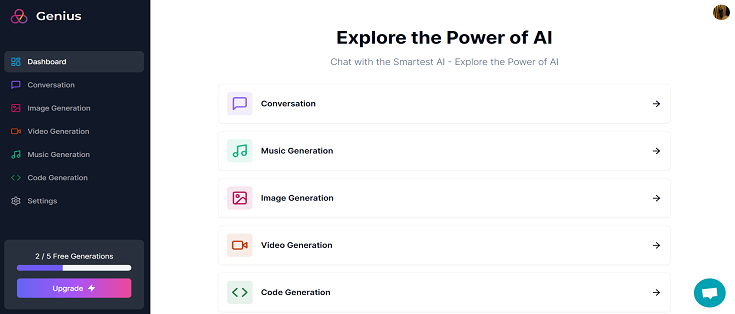 Genius
Dashboard
Conversation
Image Generation
Video Generation
Music Generation
Code Generation
Settings
2 / 5 Free Generations
Upgrade
Explore the Power of AI
Chat with the Smartest AI - Explore the Power of AI
Conversation
Music Generation
Image Generation
Video Generation
Code Generation